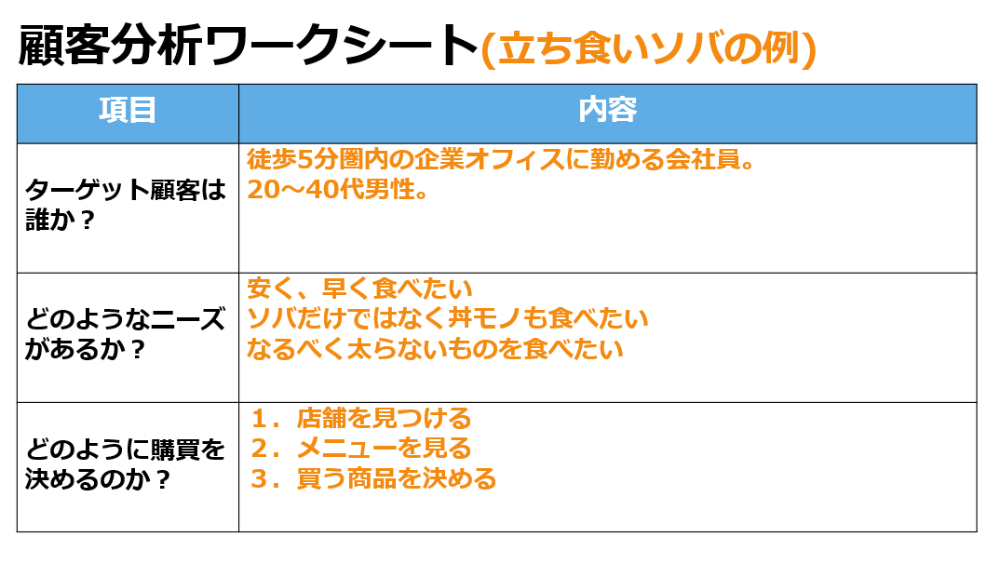 顧客分析ワークシート(立ち食いソバの例)
項目
内容
ターゲット顧客は
誰か？
徒歩5分圏内の企業オフィスに勤める会社員。
20～40代男性。
どのようなニーズ
があるか？
安く、早く食べたい
ソバだけではなく丼モノも食べたい
なるべく太らないものを食べたい
どのように購買を
決めるのか？
１．店舗を見つける
２．メニューを見る
３．買う商品を決める